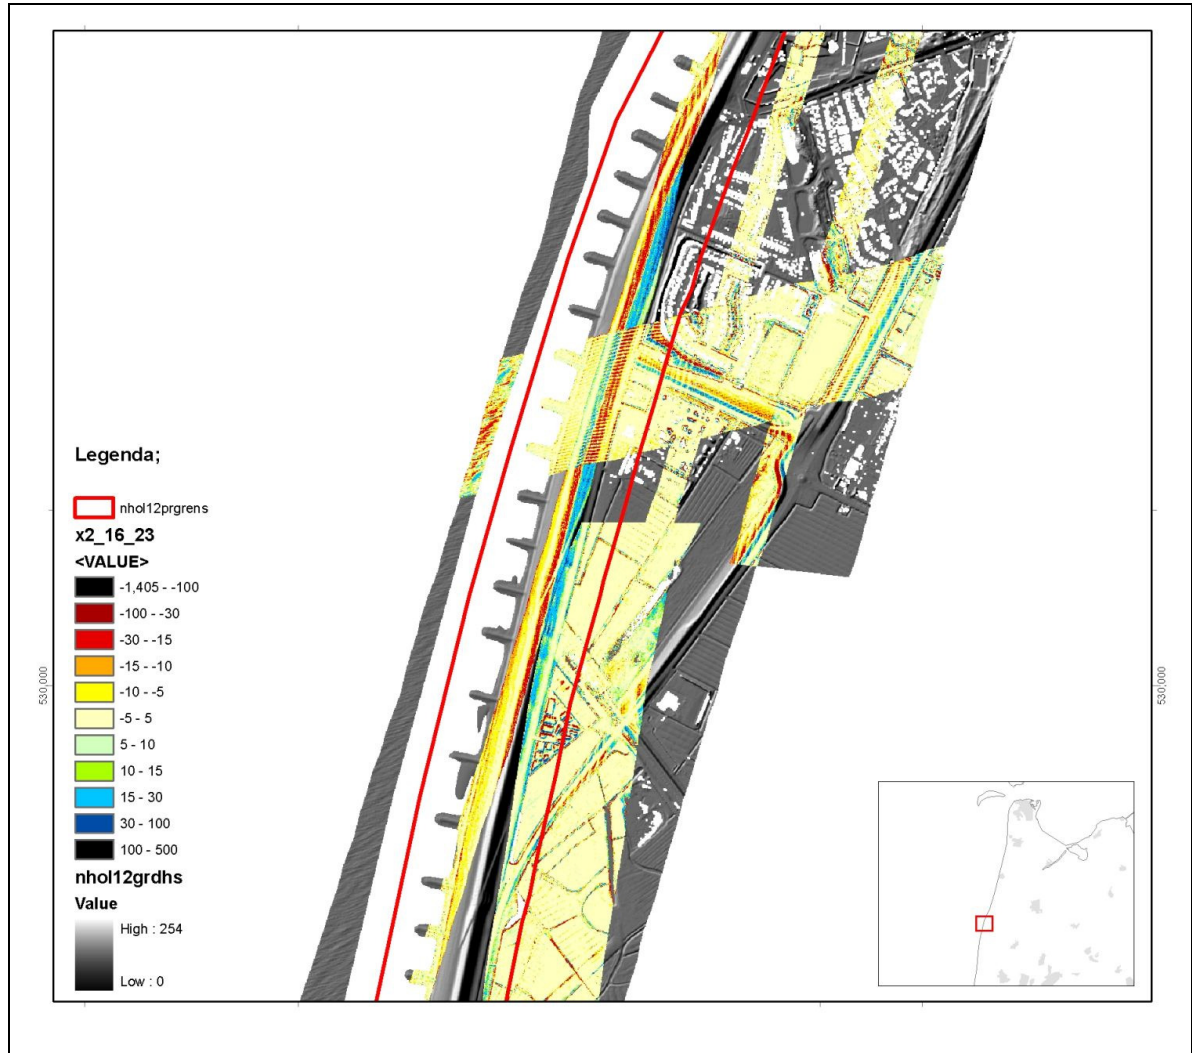 Legenda;
nhol12prgrens
x2_16_23
<VALUE>
-1,405 - -100
-100 - -30
-30 - -15
-15 - -10
-10 - -5
-5 - 5
5 - 10
10 - 15
15 - 30
30 - 100
100 - 500
nhol12grdhs
Value
High : 254
Low : 0
530,000
530,000